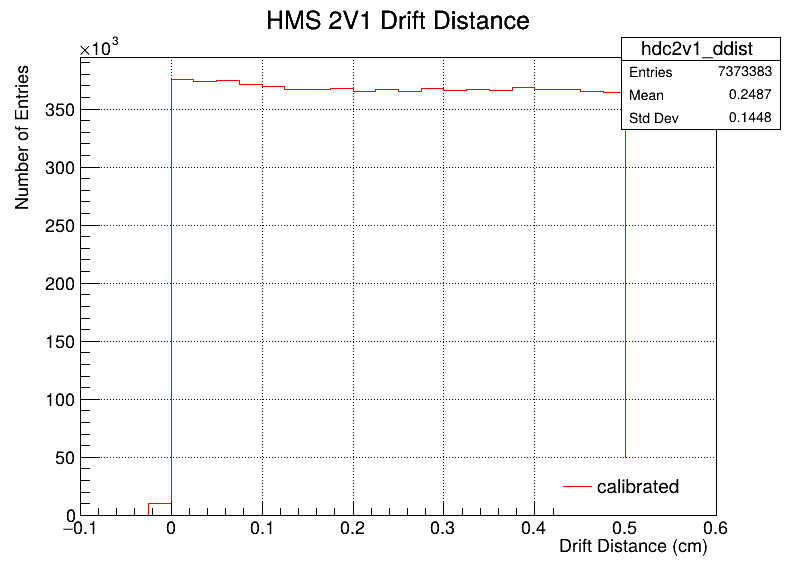 HMS 2V1 Drift Distance
×10³
hdc2v1_ddist
Entries 7373383
Mean 0.2487
Std Dev 0.1448
Number of Entries
350
300
250
200
150
100
50
0
−0.1 0 0.1 0.2 0.3 0.4 0.5 0.6
calibrated
Drift Distance (cm)